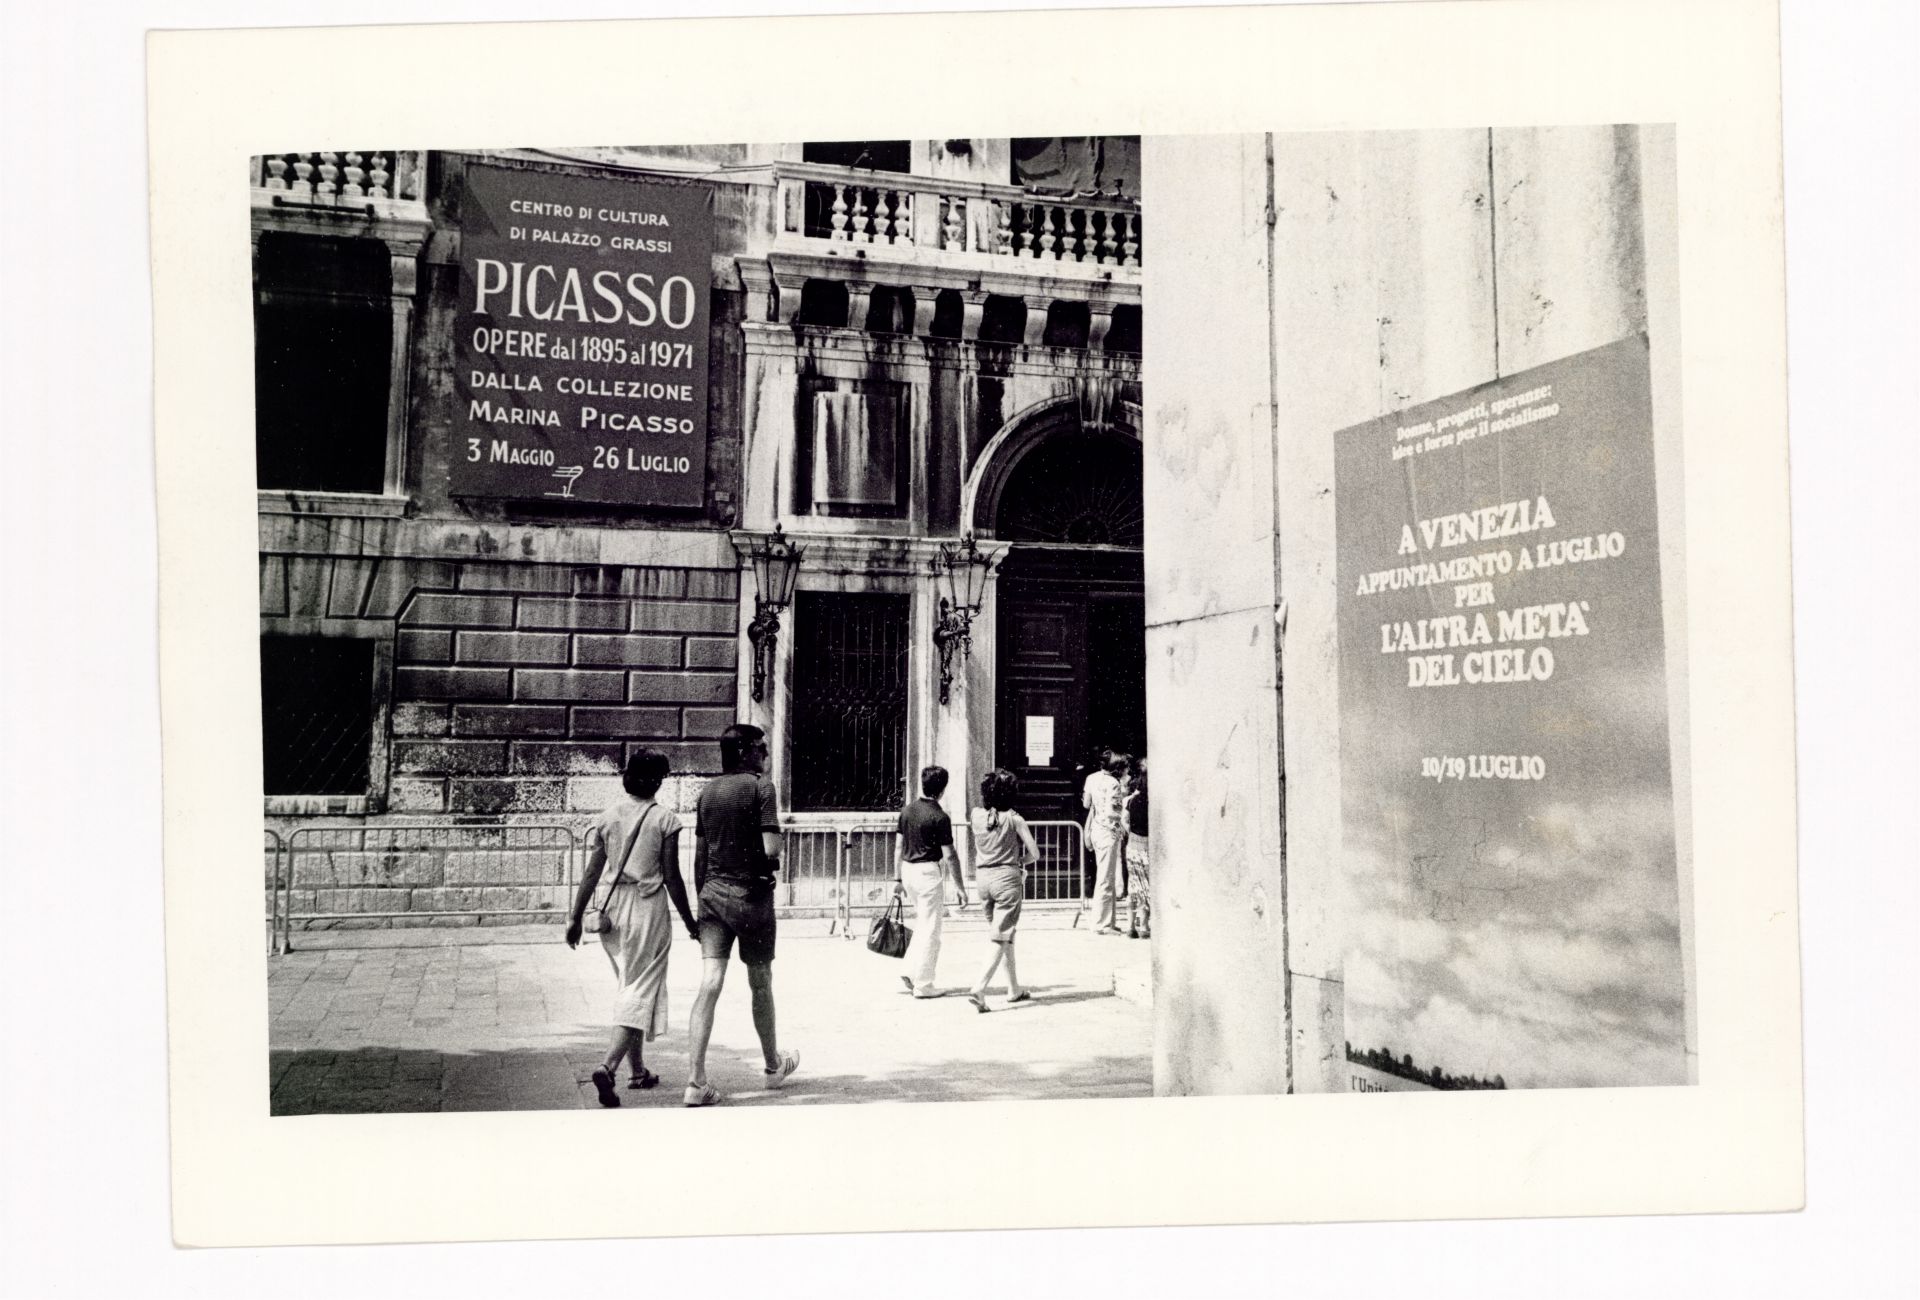 CENTRO DI CULTURA
DI PALAZZO GRASSI
PICASSO
OPERE dal 1895 al 1971
DALLA COLLEZIONE
MARINA PICASSO
3 MAGGIO 26 LUGLIO
Donne, progetti, speranze:
idee e forze per il socialismo
A VENEZIA
APPUNTAMENTO A LUGLIO
PER
L'ALTRA META'
DEL CIELO
10/19 LUGLIO
l'Unità